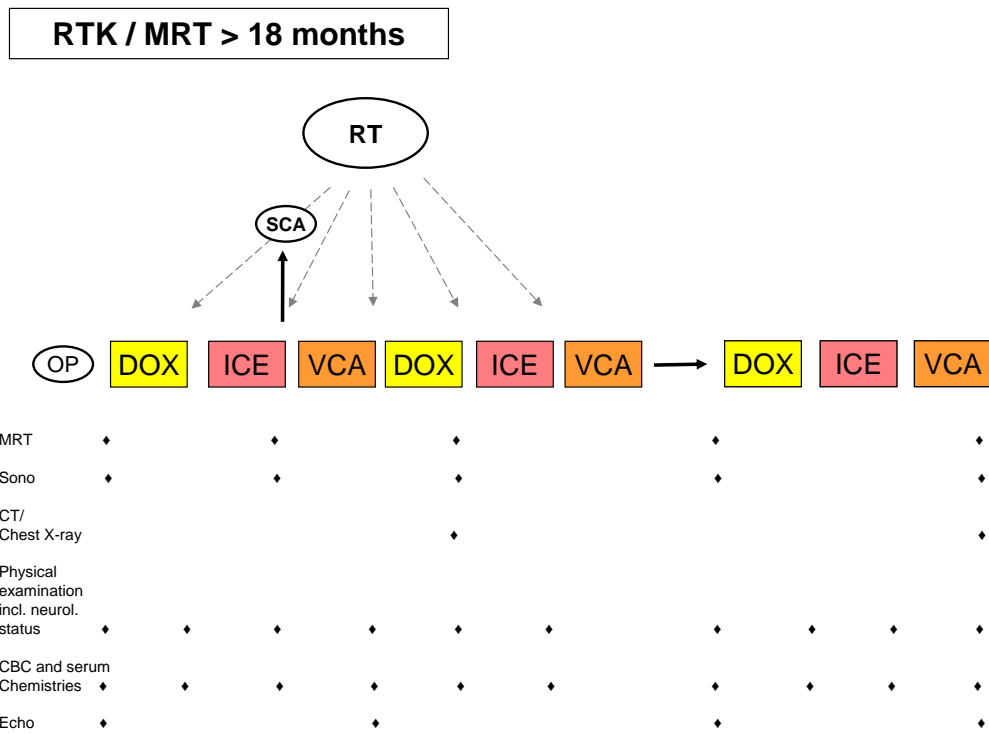 RTK / MRT > 18 months
RT
SCA
OP DOX ICE VCA DOX ICE VCA DOX ICE VCA
MRT
Sono
CT/
Chest X-ray
Physical
examination
incl. neurol.
status
CBC and serum
Chemistries
Echo